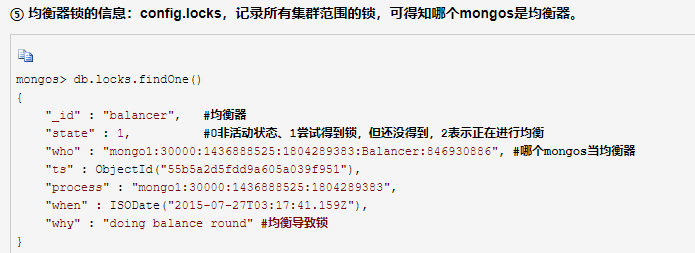 ⑤ 均衡器锁的信息：config.locks，记录所有集群范围的锁，可得知哪个mongos是均衡器。
mongos> db.locks.findOne()
{
    "_id" : "balancer",   #均衡器
    "state" : 1,          #0非活动状态、1尝试得到锁，但还没得到，2表示正在进行均衡
    "who" : "mongo1:30000:1436888525:1804289383:Balancer:846930886", #哪个mongos当均衡器
    "ts" : ObjectId("55b5a2d5fdd9a605a039f951"),
    "process" : "mongo1:30000:1436888525:1804289383",
    "when" : ISODate("2015-07-27T03:17:41.159Z"),
    "why" : "doing balance round" #均衡导致锁
}